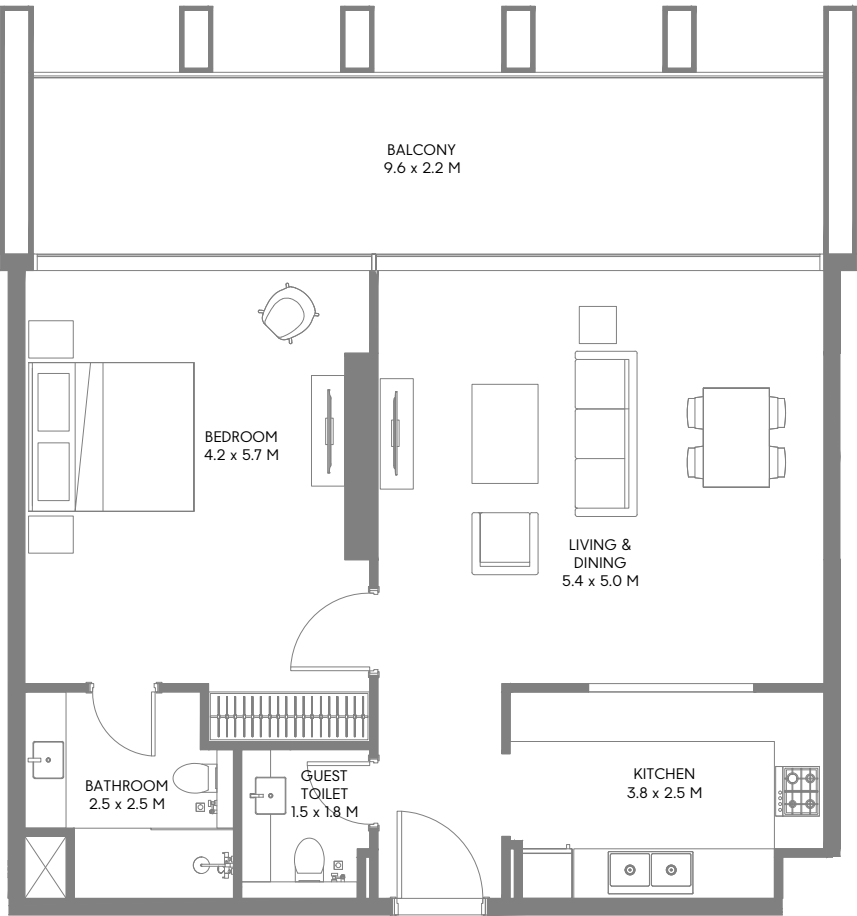 BALCONY
9.6 x 2.2 M
BEDROOM
4.2 x 5.7 M
LIVING &
DINING
5.4 x 5.0 M
KITCHEN
3.8 x 2.5 M
BATHROOM
2.5 x 2.5 M
GUEST
TOILET
1.5 x 1.8 M